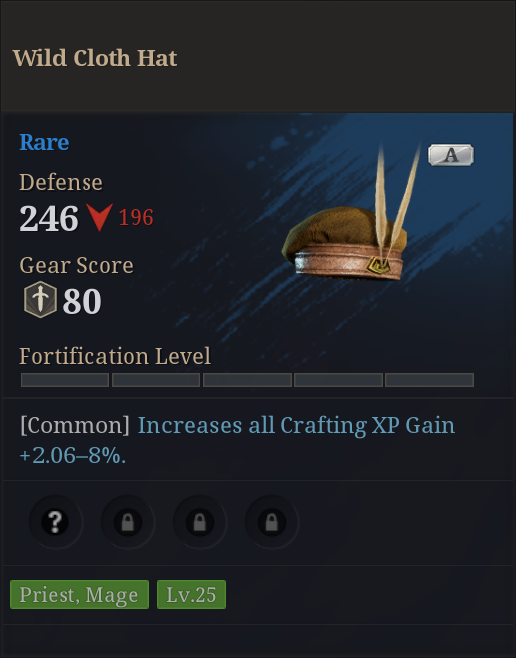 Wild Cloth Hat
Rare
A
Defense
246 196
Gear Score
80
Fortification Level
[Common] Increases all Crafting XP Gain
+2.06–8%.
?
Priest, Mage Lv.25